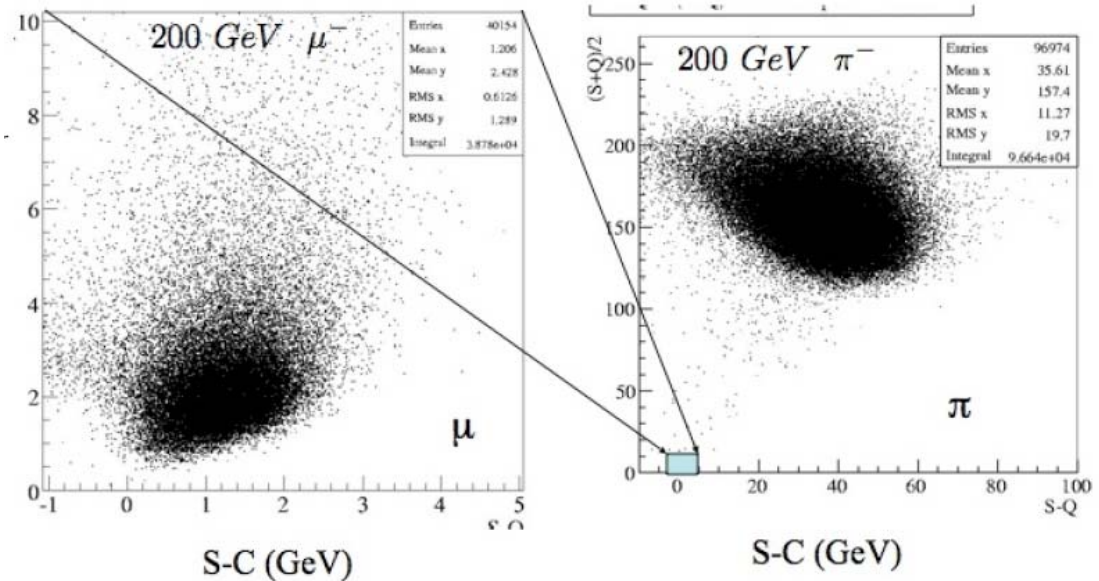 200 GeV μ⁻
Entries 40154
Mean x 1.206
Mean y 2.428
RMS x 0.6126
RMS y 1.289
Integral 3.878e+04
10
8
6
4
2
0
μ
-1 0 1 2 3 4 5
S-C (GeV)
(S+Q)/2
200 GeV π⁻
Entries 96974
Mean x 35.61
Mean y 157.4
RMS x 11.27
RMS y 19.7
Integral 9.664e+04
250
200
150
100
50
0
π
0 20 40 60 80 100
S-Q
S-C (GeV)